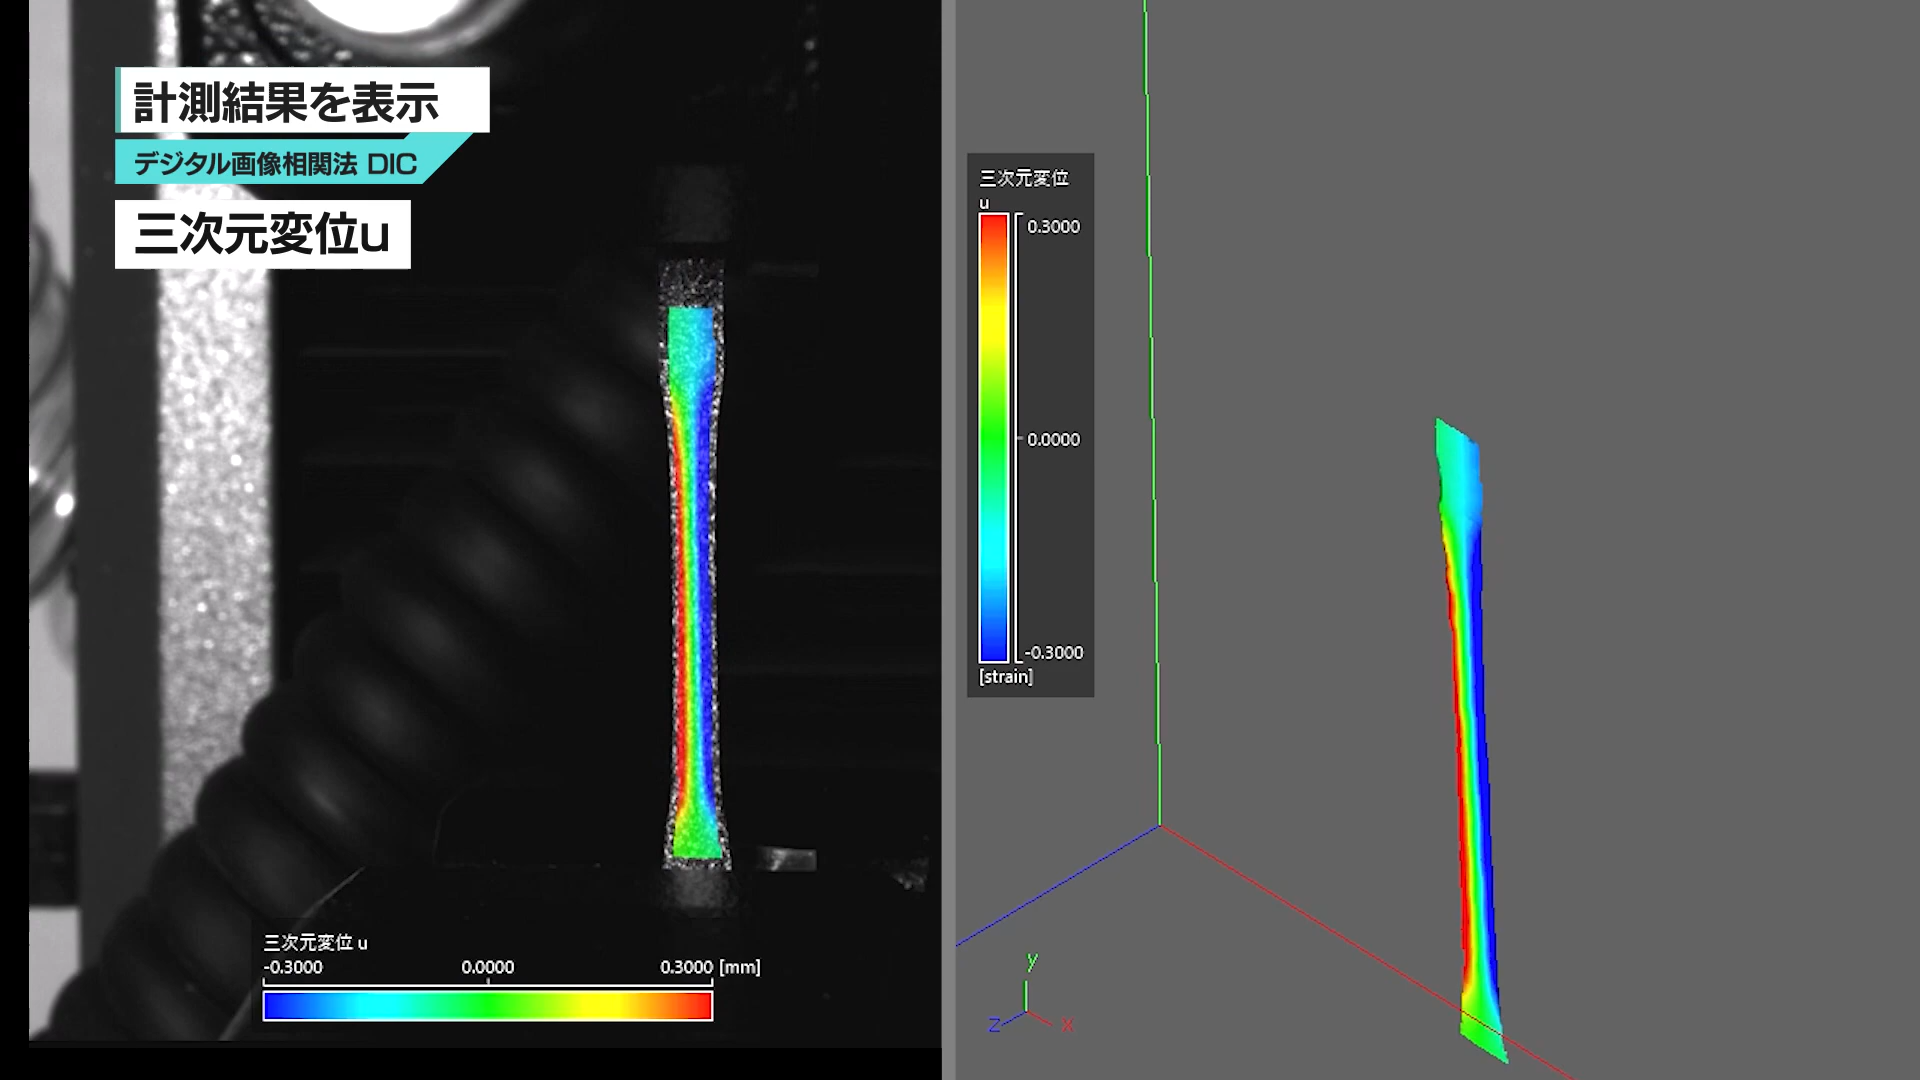 計測結果を表示
デジタル画像相関法 DIC
三次元変位u
三次元変位 u
-0.3000 0.0000 0.3000 [mm]
三次元変位
u
0.3000
0.0000
-0.3000
[strain]
y
z x